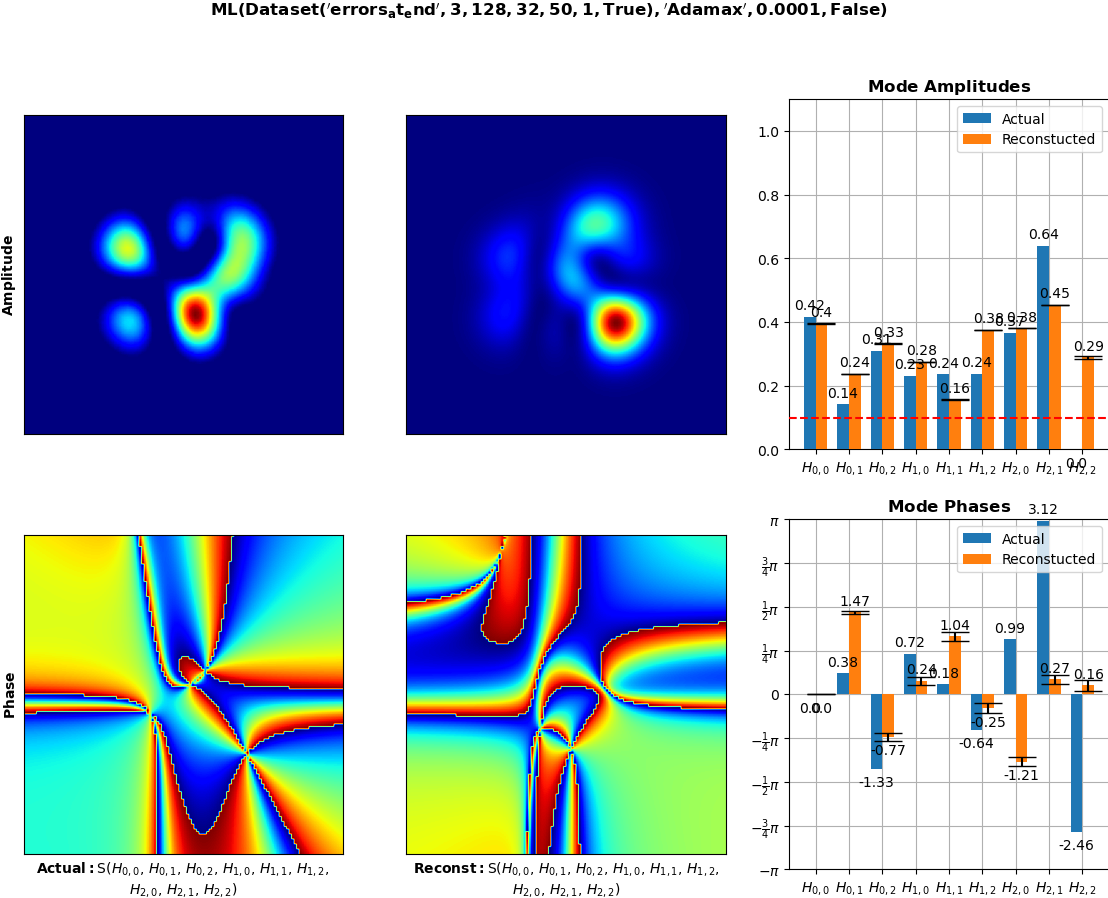 ML(Dataset('errors_at_end', 3, 128, 32, 50, 1, True), 'Adamax', 0.0001, False)
Amplitude
Mode Amplitudes
Actual
Reconstucted
1.0
0.8
0.6
0.4
0.2
0.0
0.42
0.4
0.14
0.24
0.31
0.33
0.23
0.28
0.24
0.16
0.24
0.38
0.37
0.38
0.64
0.45
0.0
0.29
H0,0 H0,1 H0,2 H1,0 H1,1 H1,2 H2,0 H2,1 H2,2
Phase
Mode Phases
Actual
Reconstucted
π
3/4π
1/2π
1/4π
0
−1/4π
−1/2π
−3/4π
−π
0.0
0.0
0.38
1.47
-1.33
-0.77
0.72
0.24
0.18
1.04
-0.64
-0.25
0.99
-1.21
3.12
0.27
-2.46
0.16
H0,0 H0,1 H0,2 H1,0 H1,1 H1,2 H2,0 H2,1 H2,2
Actual: S(H0,0, H0,1, H0,2, H1,0, H1,1, H1,2,
H2,0, H2,1, H2,2)
Reconst: S(H0,0, H0,1, H0,2, H1,0, H1,1, H1,2,
H2,0, H2,1, H2,2)